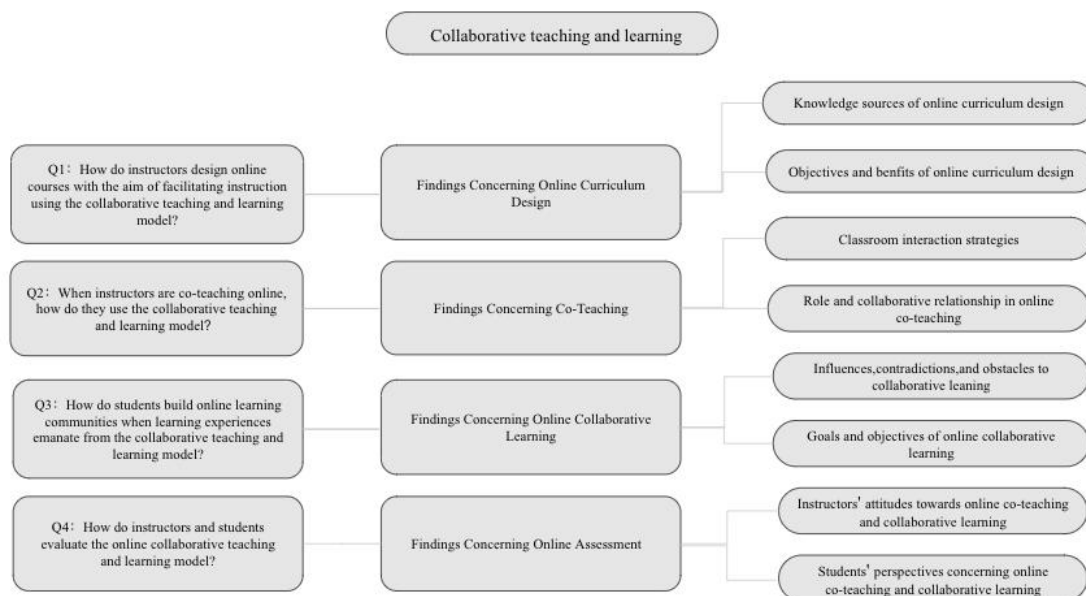 Collaborative teaching and learning
Knowledge sources of online curriculum design
Q1: How do instructors design online
courses with the aim of facilitating instruction
using the collaborative teaching and learning
model?
Findings Concerning Online Curriculum
Design
Objectives and benfits of online curriculum design
Classroom interaction strategies
Q2: When instructors are co-teaching online,
how do they use the collaborative teaching
and learning model?
Findings Concerning Co-Teaching
Role and collaborative relationship in online
co-teaching
Influences,contradictions,and obstacles to
collaborative leaning
Q3: How do students build online learning
communities when learning experiences
emanate from the collaborative teaching and
learning model?
Findings Concerning Online Collaborative
Learning
Goals and objectives of online collaborative
learning
Instructors' attitudes towards online co-teaching
and collaborative learning
Q4: How do instructors and students
evaluate the online collaborative teaching
and learning model?
Findings Concerning Online Assessment
Students' perspectives concerning online
co-teaching and collaborative learning